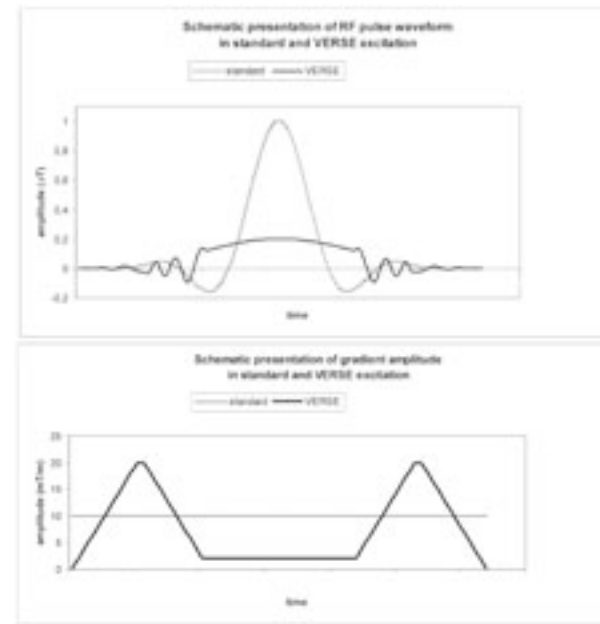 Schematic presentation of RF pulse waveform
in standard and VERSE excitation
standard VERSE
amplitude
1
0.8
0.6
0.4
0.2
0
-0.2
time
Schematic presentation of gradient amplitude
in standard and VERSE excitation
standard VERSE
amplitude (mT/m)
25
20
15
10
5
0
time